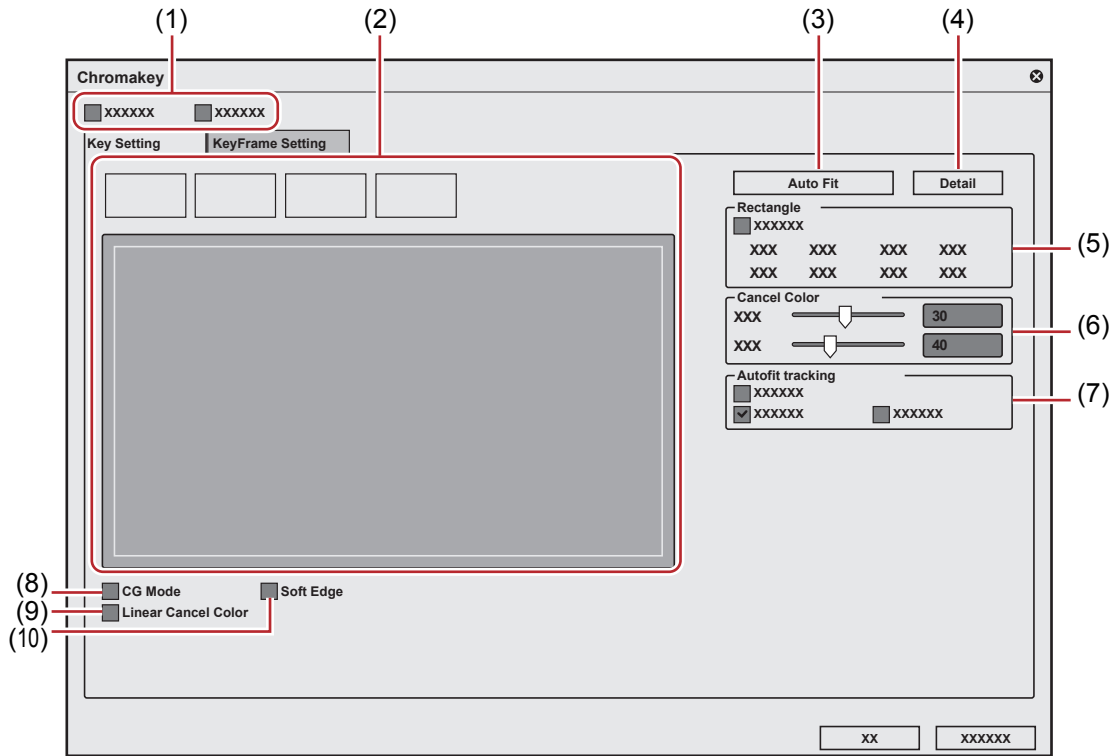 (1) (2) (3) (4)
Chromakey
xxxxxx xxxxxx
Key Setting KeyFrame Setting
Auto Fit Detail
Rectangle
xxxxxx
xxx xxx xxx xxx
xxx xxx xxx xxx
(5)
Cancel Color
xxx 30
xxx 40
(6)
Autofit tracking
xxxxxx
xxxxxx xxxxxx
(7)
(8) CG Mode Soft Edge
(9) Linear Cancel Color
(10)
xx xxxxxx